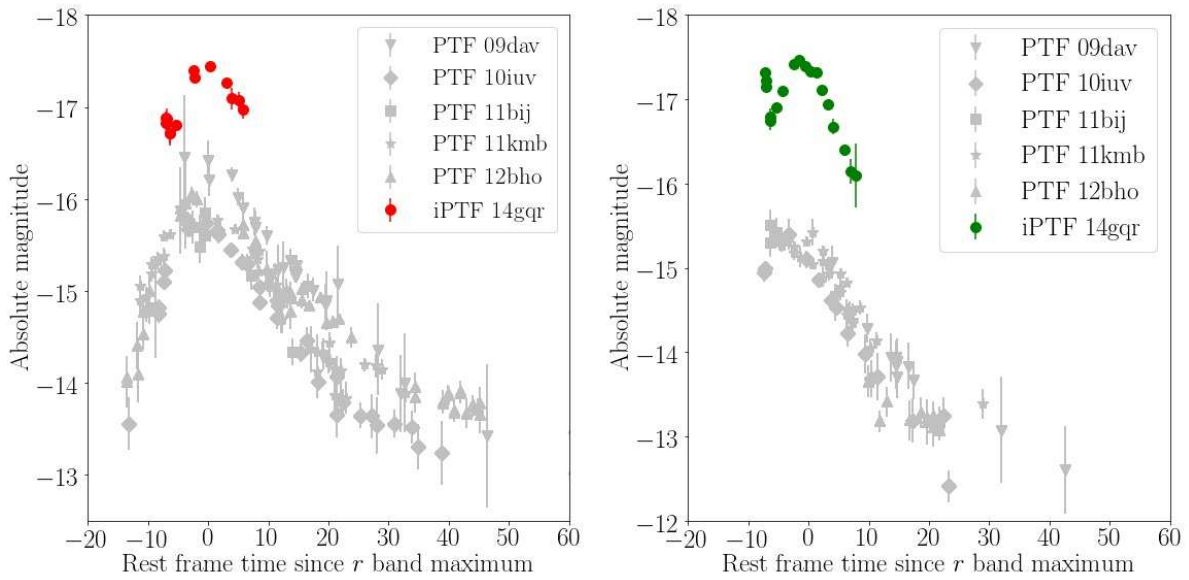 −18
−17
−16
−15
−14
−13
Absolute magnitude
−20 −10 0 10 20 30 40 50 60
Rest frame time since r band maximum
PTF 09dav
PTF 10iuv
PTF 11bij
PTF 11kmb
PTF 12bho
iPTF 14gqr
−18
−17
−16
−15
−14
−13
−12
Absolute magnitude
−20 −10 0 10 20 30 40 50 60
Rest frame time since r band maximum
PTF 09dav
PTF 10iuv
PTF 11bij
PTF 11kmb
PTF 12bho
iPTF 14gqr